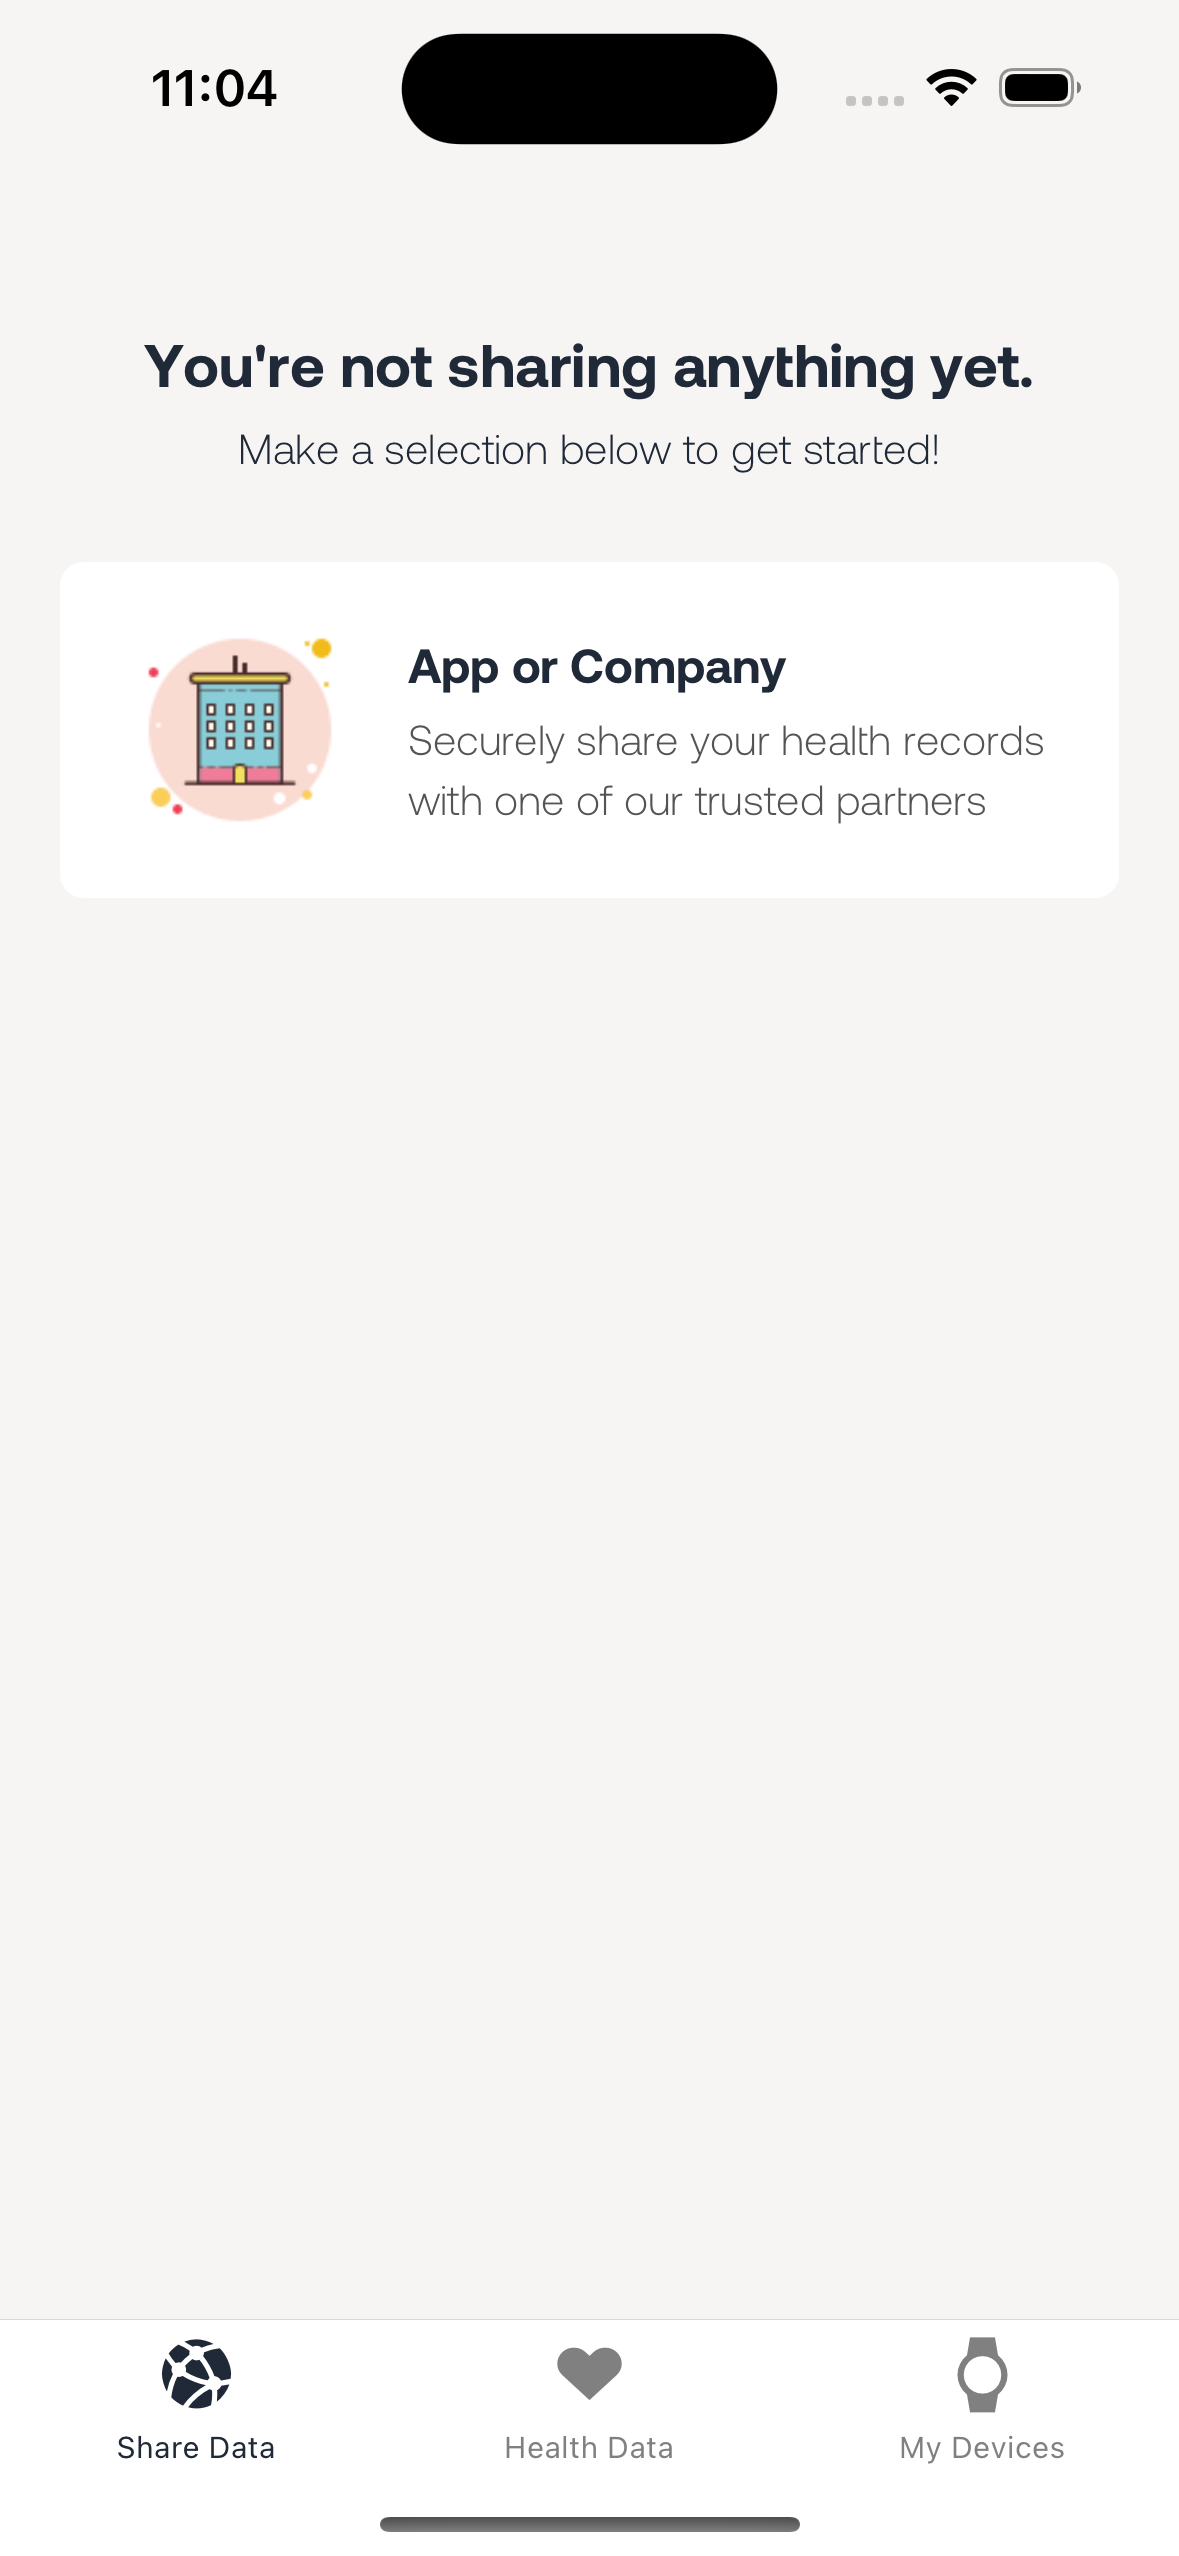 11:04
You're not sharing anything yet.
Make a selection below to get started!
App or Company
Securely share your health records
with one of our trusted partners
Share Data
Health Data
My Devices